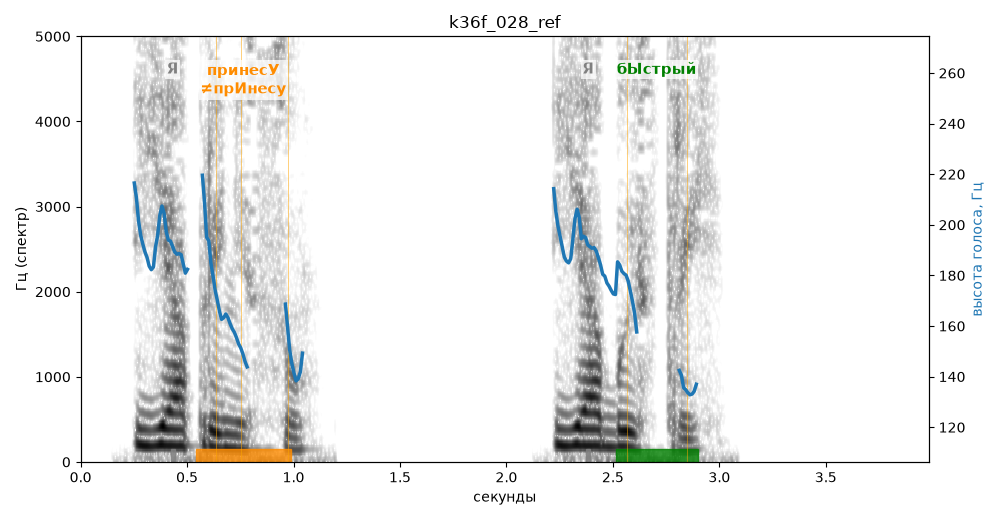 k36f_028_ref
5000
4000
3000
2000
1000
0
Гц (спектр)
Я
принесУ
≠прИнесу
Я
бЫстрый
260
240
220
200
180
160
140
120
высота голоса, Гц
0.0 0.5 1.0 1.5 2.0 2.5 3.0 3.5
секунды